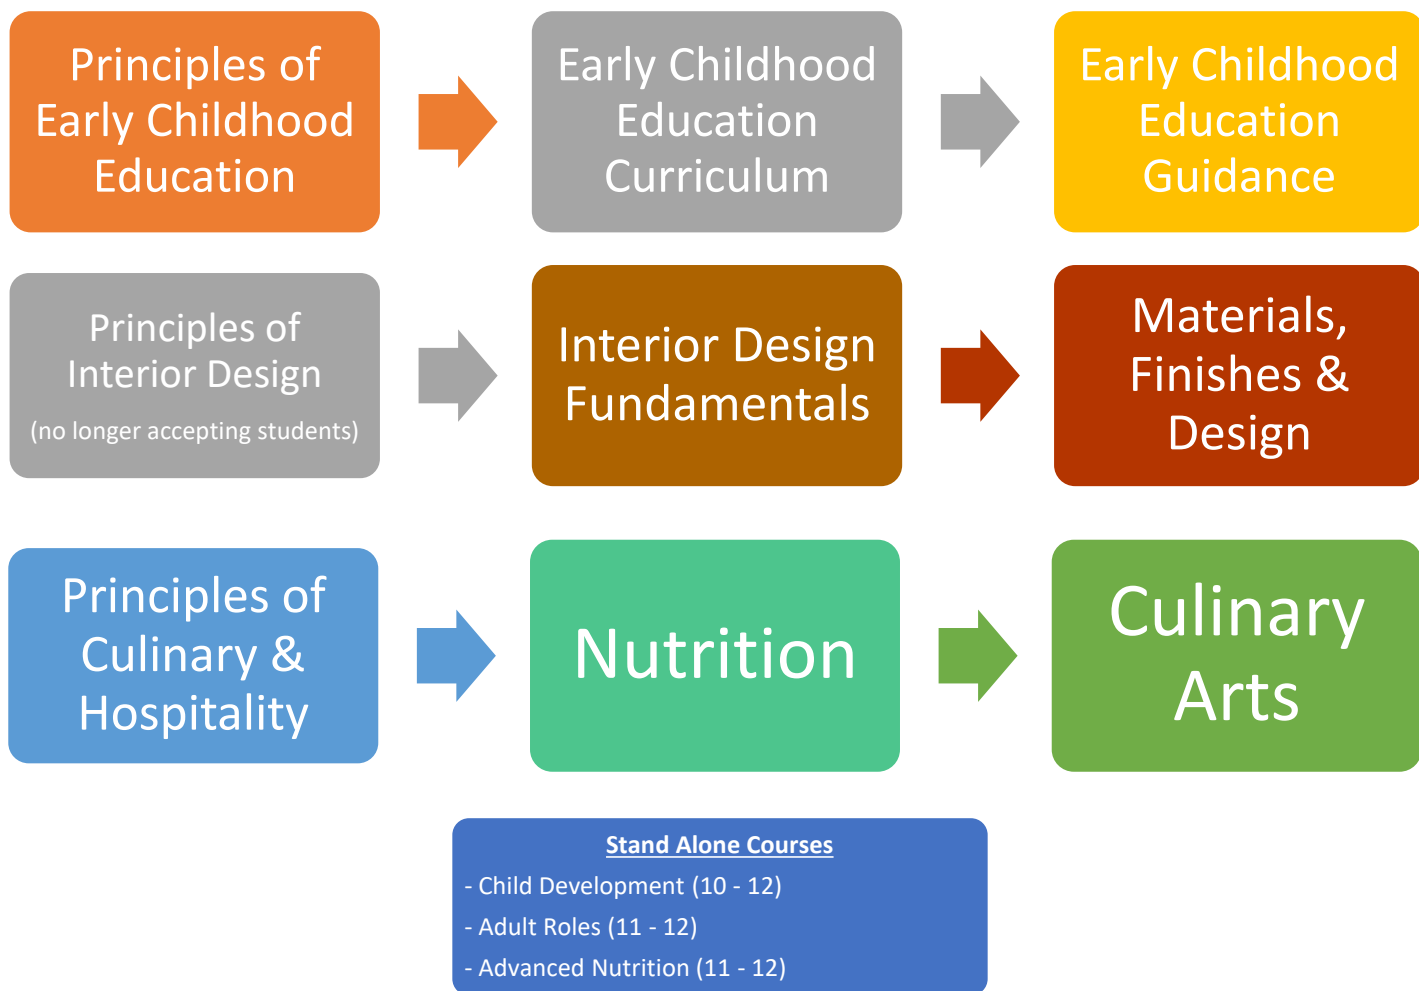 Principles of
Early Childhood
Education
Early Childhood
Education
Curriculum
Early Childhood
Education
Guidance
Principles of
Interior Design
(no longer accepting students)
Interior Design
Fundamentals
Materials,
Finishes &
Design
Principles of
Culinary &
Hospitality
Nutrition
Culinary
Arts
Stand Alone Courses
- Child Development (10 - 12)
- Adult Roles (11 - 12)
- Advanced Nutrition (11 - 12)